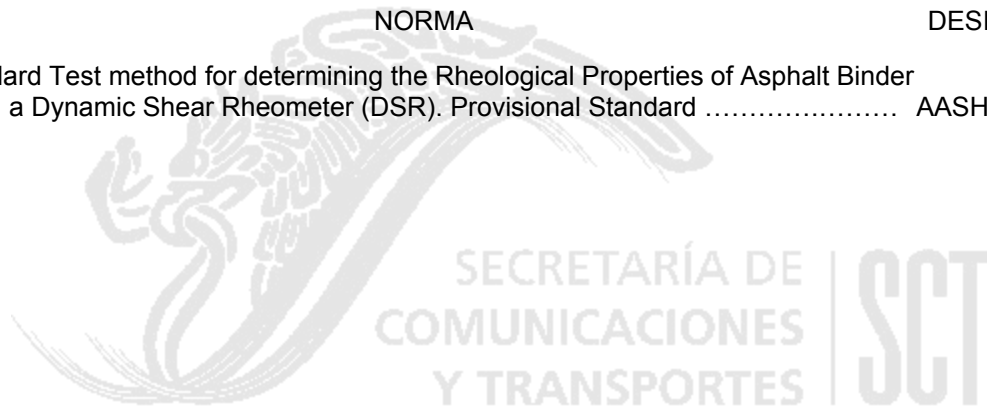 NORMA DESI
lard Test method for determining the Rheological Properties of Asphalt Binder
a Dynamic Shear Rheometer (DSR). Provisional Standard ………….……… AASH
SECRETARÍA DE
COMUNICACIONES
Y TRANSPORTES
SCT